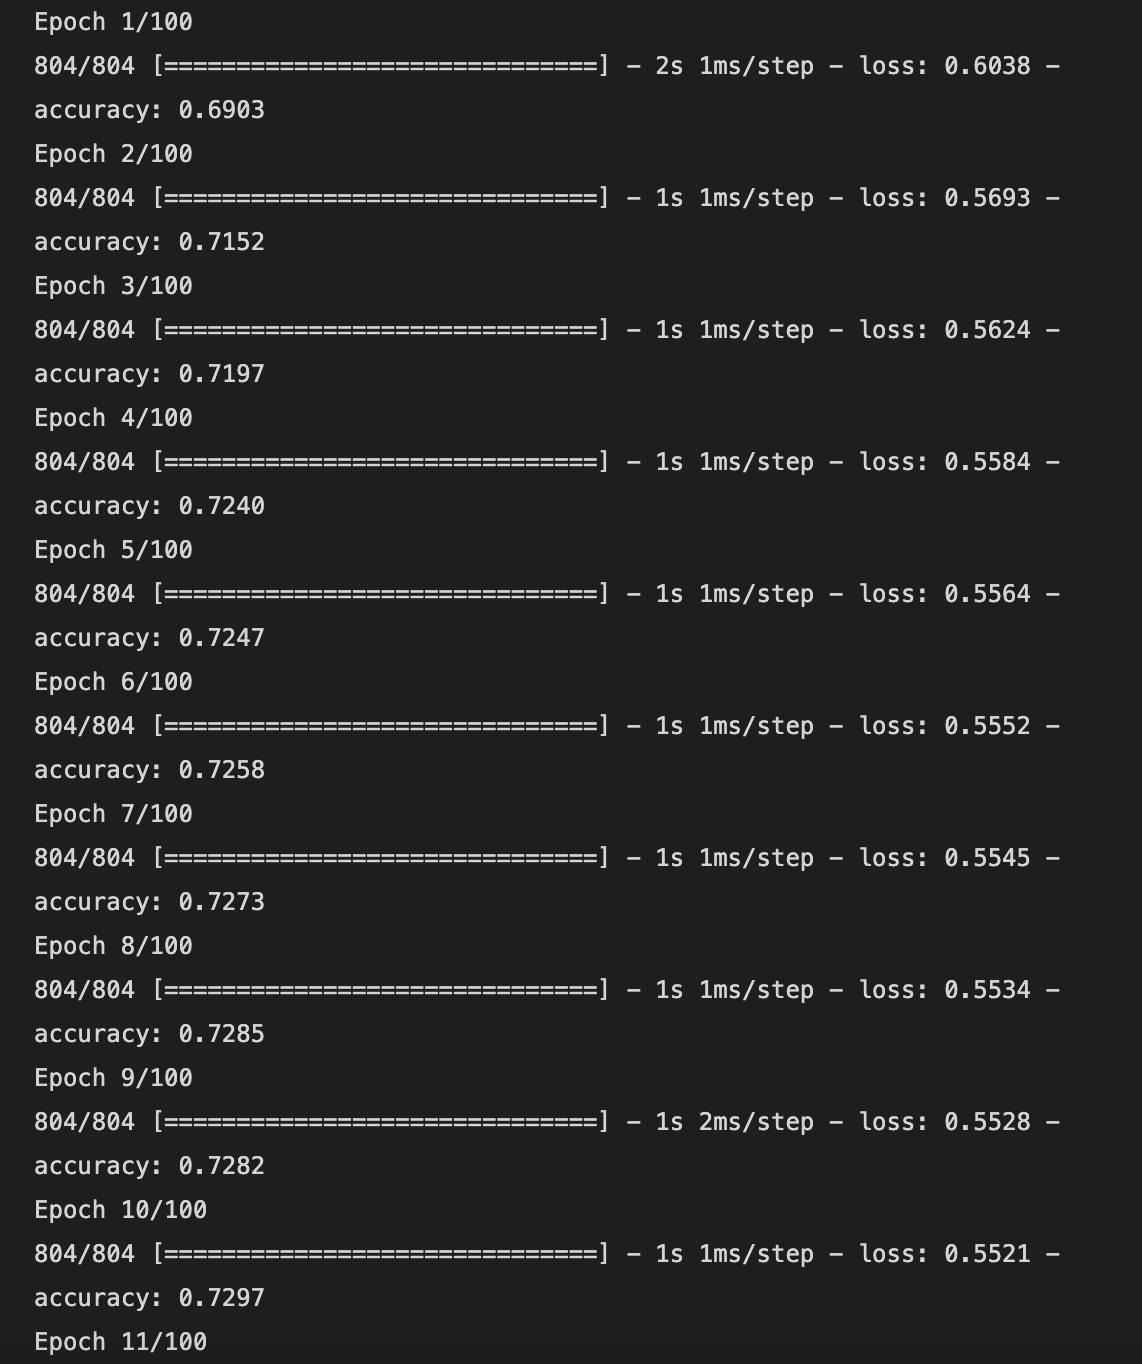 Epoch 1/100
804/804 [==============================] - 2s 1ms/step - loss: 0.6038 -
accuracy: 0.6903
Epoch 2/100
804/804 [==============================] - 1s 1ms/step - loss: 0.5693 -
accuracy: 0.7152
Epoch 3/100
804/804 [==============================] - 1s 1ms/step - loss: 0.5624 -
accuracy: 0.7197
Epoch 4/100
804/804 [==============================] - 1s 1ms/step - loss: 0.5584 -
accuracy: 0.7240
Epoch 5/100
804/804 [==============================] - 1s 1ms/step - loss: 0.5564 -
accuracy: 0.7247
Epoch 6/100
804/804 [==============================] - 1s 1ms/step - loss: 0.5552 -
accuracy: 0.7258
Epoch 7/100
804/804 [==============================] - 1s 1ms/step - loss: 0.5545 -
accuracy: 0.7273
Epoch 8/100
804/804 [==============================] - 1s 1ms/step - loss: 0.5534 -
accuracy: 0.7285
Epoch 9/100
804/804 [==============================] - 1s 2ms/step - loss: 0.5528 -
accuracy: 0.7282
Epoch 10/100
804/804 [==============================] - 1s 1ms/step - loss: 0.5521 -
accuracy: 0.7297
Epoch 11/100